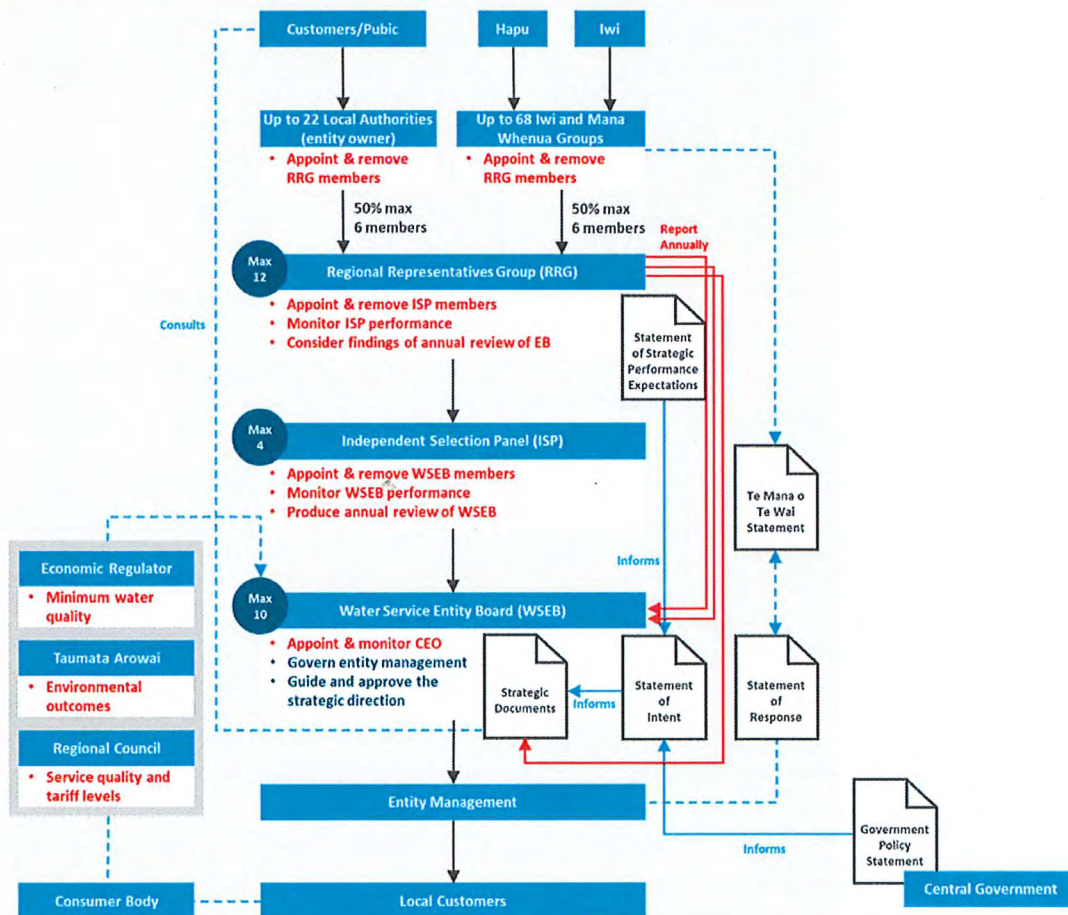 Customers/Pubic
Hapu
Iwi
Up to 22 Local Authorities
(entity owner)
• Appoint & remove
RRG members
Up to 68 Iwi and Mana
Whenua Groups
• Appoint & remove
RRG members
50% max
6 members
50% max
6 members
Report
Annually
Max
12
Regional Representatives Group (RRG)
• Appoint & remove ISP members
• Monitor ISP performance
• Consider findings of annual review of EB
Consults
Statement
of Strategic
Performance
Expectations
Max
4
Independent Selection Panel (ISP)
• Appoint & remove WSEB members
• Monitor WSEB performance
• Produce annual review of WSEB
Te Mana o
Te Wai
Statement
Informs
Economic Regulator
• Minimum water
quality
Taumata Arowai
• Environmental
outcomes
Regional Council
• Service quality and
tariff levels
Max
10
Water Service Entity Board (WSEB)
• Appoint & monitor CEO
• Govern entity management
• Guide and approve the
strategic direction
Strategic
Documents
Informs
Statement
of
Intent
Statement
of
Response
Entity Management
Informs
Government
Policy
Statement
Central Government
Consumer Body
Local Customers